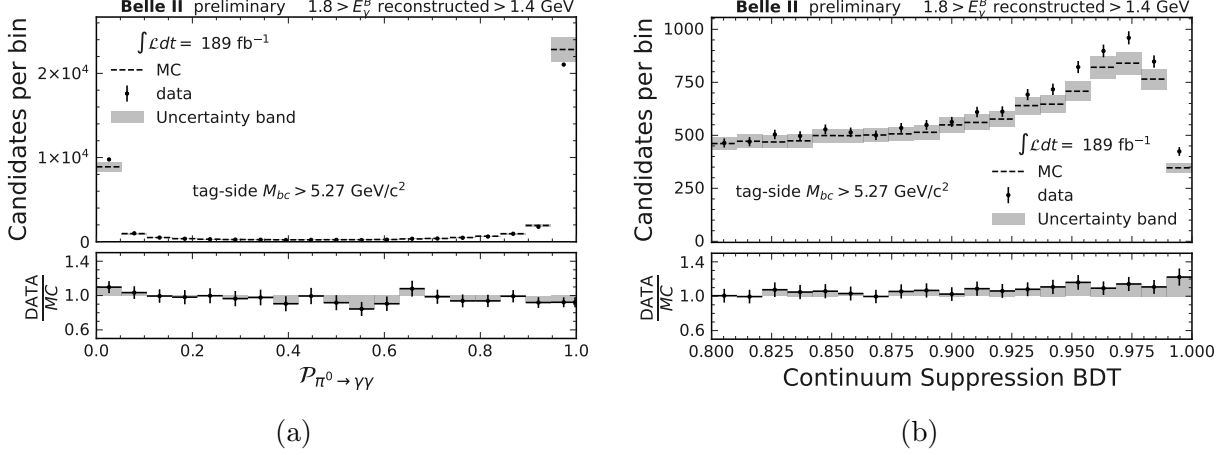 Belle II preliminary 1.8 > E_γ^B reconstructed > 1.4 GeV
Candidates per bin
∫ℒdt = 189 fb⁻¹
MC
data
Uncertainty band
tag-side M_bc > 5.27 GeV/c²
2×10⁴
1×10⁴
0
DATA
MC
1.4
1.0
0.6
0.0 0.2 0.4 0.6 0.8 1.0
𝒫_π⁰→γγ
(a)
Belle II preliminary 1.8 > E_γ^B reconstructed > 1.4 GeV
Candidates per bin
1000
750
500
250
0
∫ℒdt = 189 fb⁻¹
MC
data
Uncertainty band
tag-side M_bc > 5.27 GeV/c²
DATA
MC
1.4
1.0
0.6
0.800 0.825 0.850 0.875 0.900 0.925 0.950 0.975 1.000
Continuum Suppression BDT
(b)